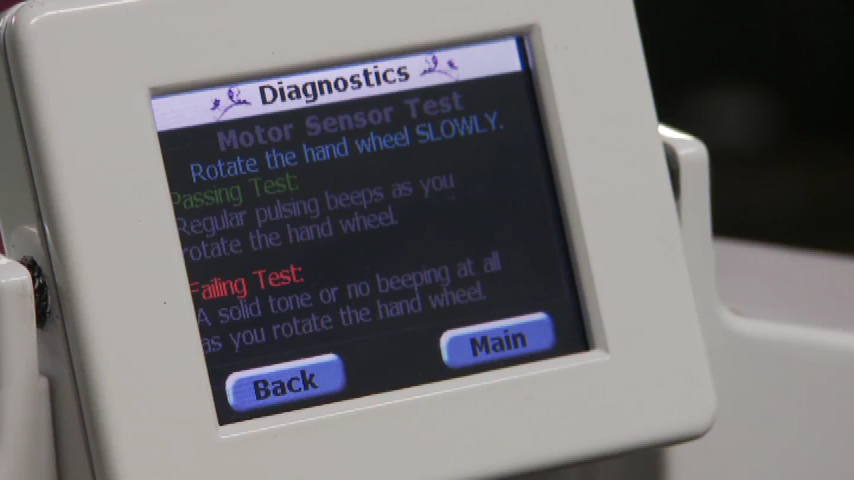 Diagnostics
Motor Sensor Test
Rotate the hand wheel SLOWLY.
Passing Test:
Regular pulsing beeps as you
rotate the hand wheel.
Failing Test:
A solid tone or no beeping at all
as you rotate the hand wheel.
Back
Main